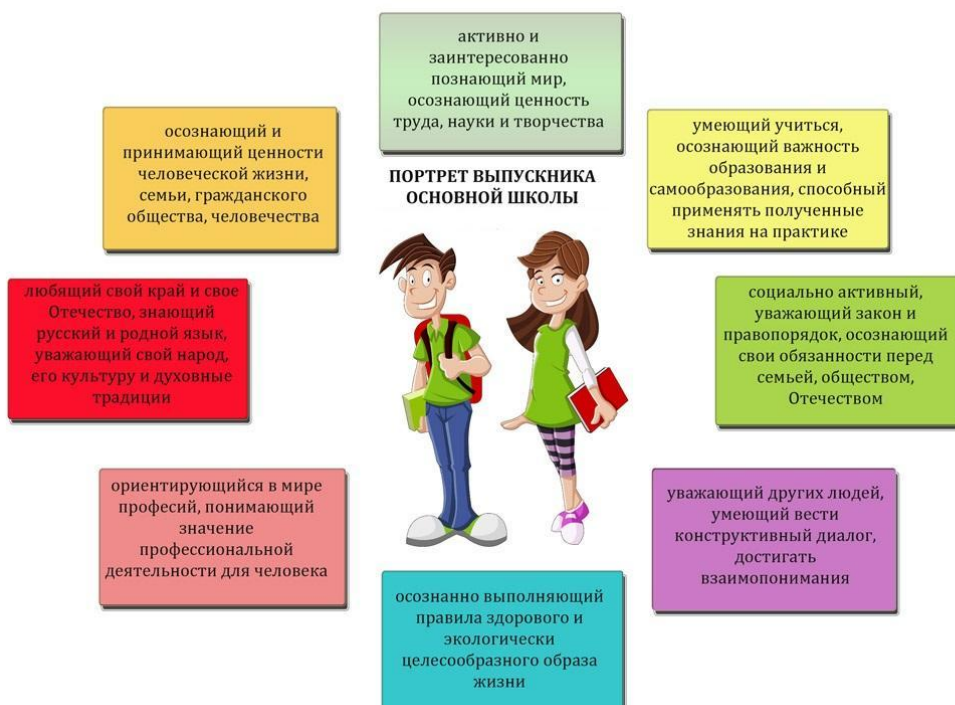 активно и
заинтересованно
познающий мир,
осознающий ценность
труда, науки и творчества
осознающий и
принимающий ценности
человеческой жизни,
семьи, гражданского
общества, человечества
ПОРТРЕТ ВЫПУСКНИКА
ОСНОВНОЙ ШКОЛЫ
умеющий учиться,
осознающий важность
образования и
самообразования, способный
применять полученные
знания на практике
любящий свой край и свое
Отечество, знающий
русский и родной язык,
уважающий свой народ,
его культуру и духовные
традиции
социально активный,
уважающий закон и
правопорядок, осознающий
свои обязанности перед
семьей, обществом,
Отечеством
ориентирующийся в мире
професий, понимающий
значение
профессиональной
деятельности для человека
уважающий других людей,
умеющий вести
конструктивный диалог,
достигать
взаимопонимания
осознанно выполняющий
правила здорового и
экологически
целесообразного образа
жизни